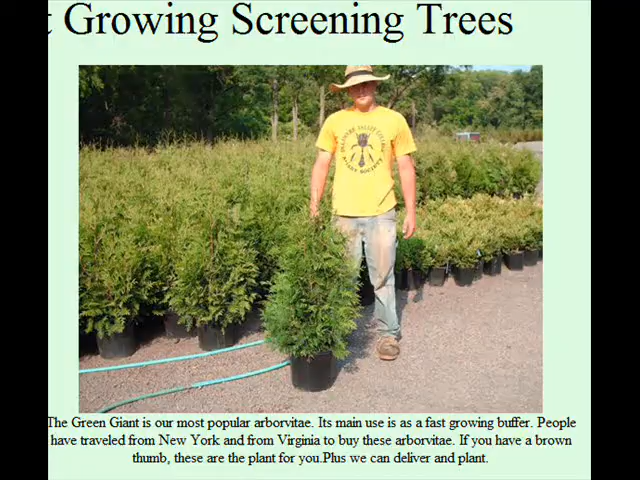 t Growing Screening Trees
The Green Giant is our most popular arborvitae. Its main use is as a fast growing buffer. People
have traveled from New York and from Virginia to buy these arborvitae. If you have a brown
thumb, these are the plant for you.Plus we can deliver and plant.